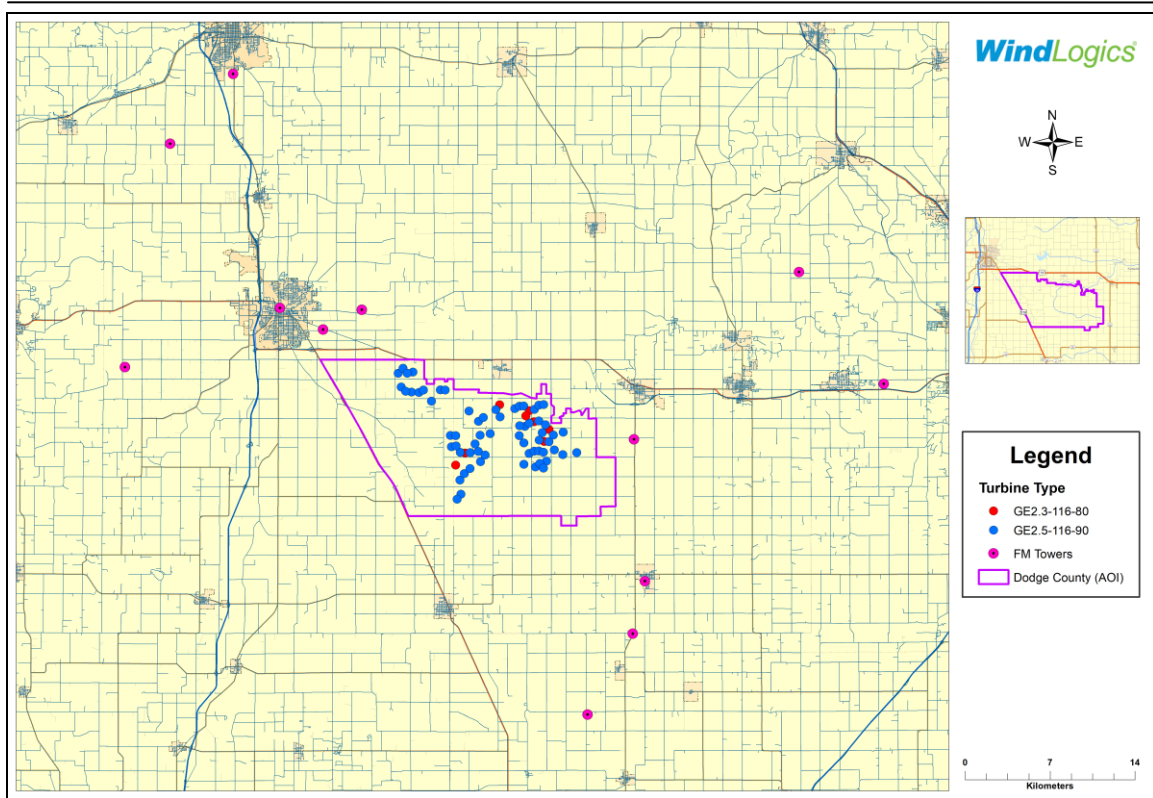 WindLogics
N
W E
S
Legend
Turbine Type
GE2.3-116-80
GE2.5-116-90
FM Towers
Dodge County (AOI)
0 7 14
Kilometers